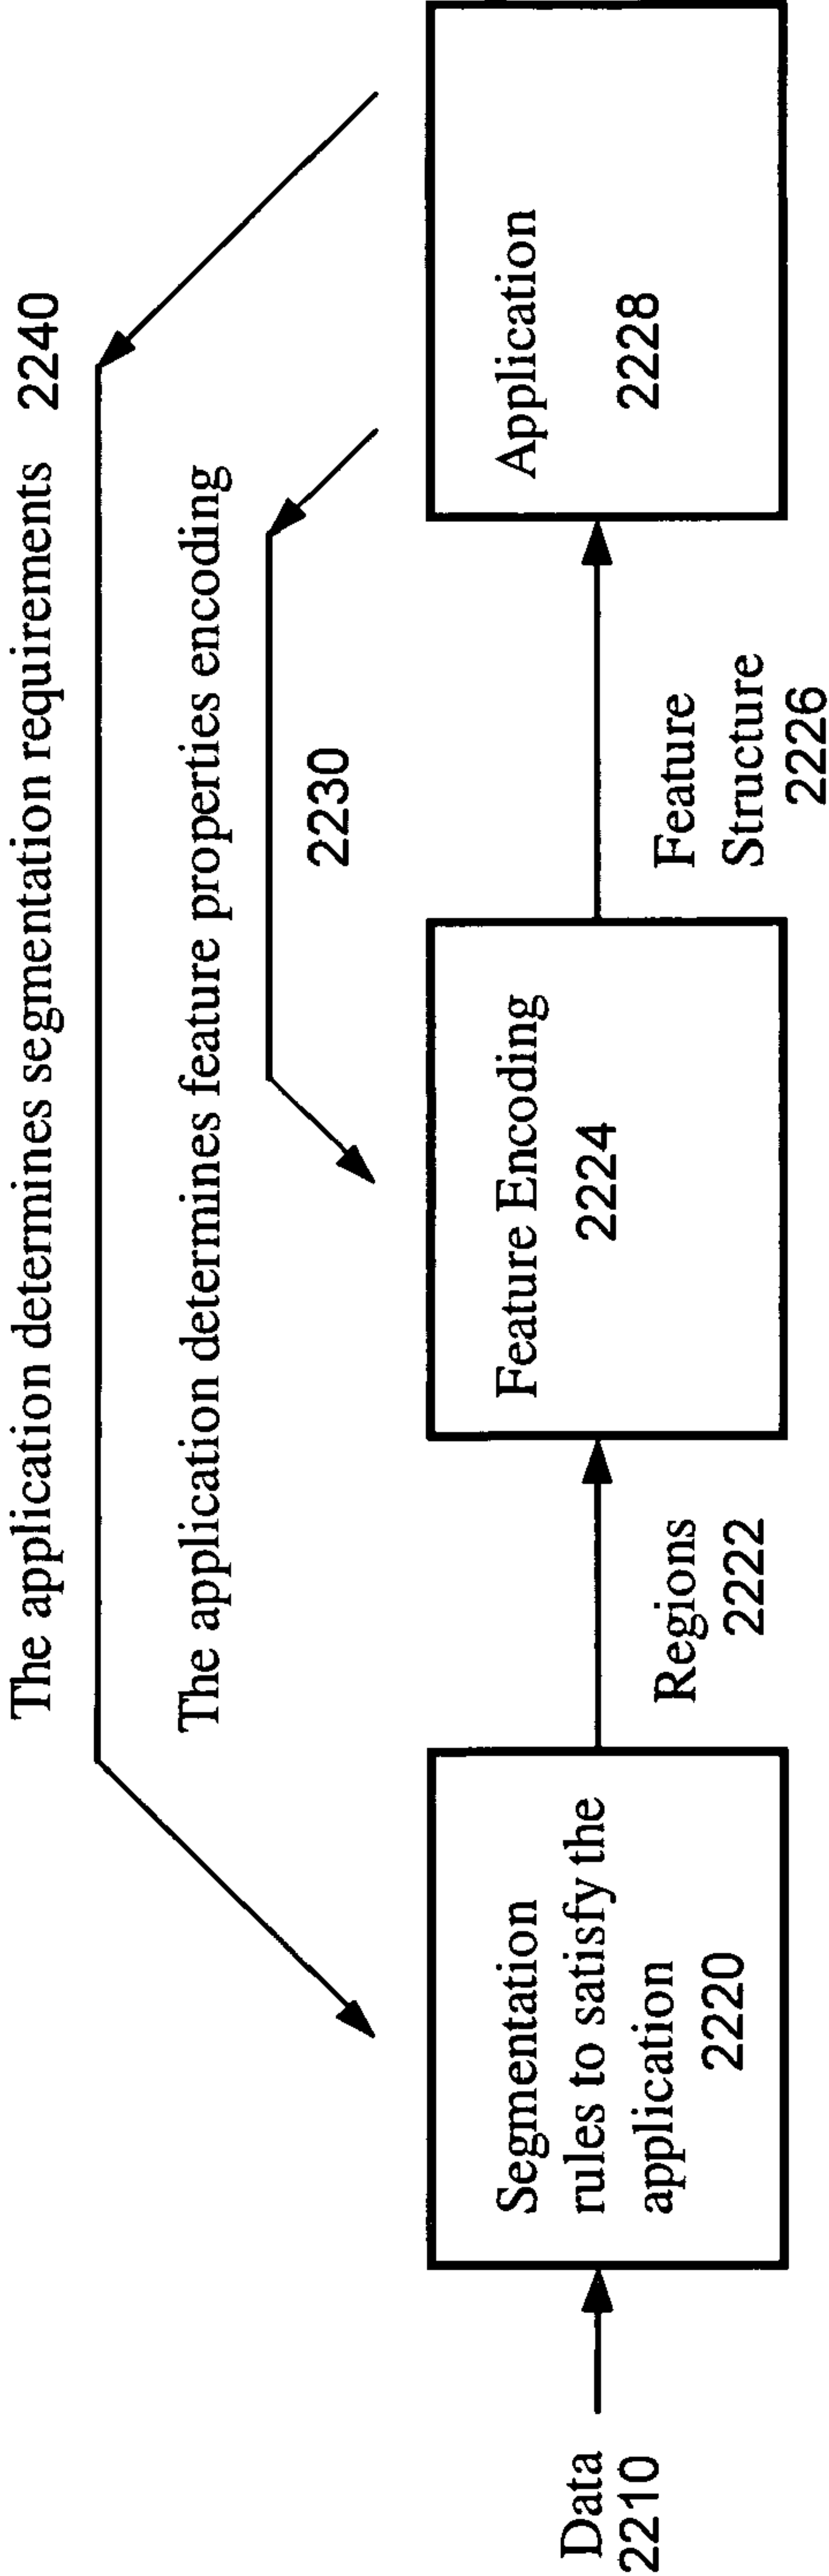 The application determines segmentation requirements 2240
The application determines feature properties encoding
2230
Data
2210
Segmentation
rules to satisfy the
application
2220
Regions
2222
Feature Encoding
2224
Feature
Structure
2226
Application
2228